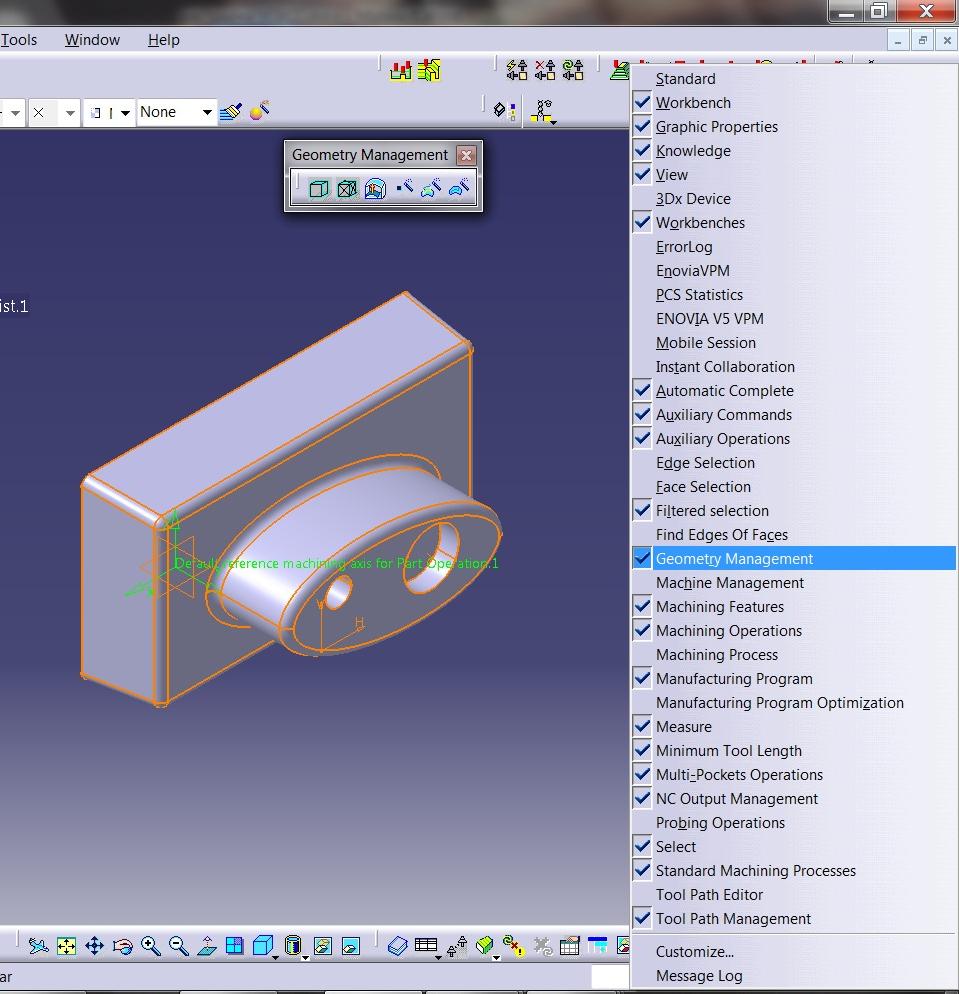 Tools Window Help
None
Geometry Management
ist.1
Default reference machining axis for Part Operation.1
V
H
Standard
Workbench
Graphic Properties
Knowledge
View
3Dx Device
Workbenches
ErrorLog
EnoviaVPM
PCS Statistics
ENOVIA V5 VPM
Mobile Session
Instant Collaboration
Automatic Complete
Auxiliary Commands
Auxiliary Operations
Edge Selection
Face Selection
Filtered selection
Find Edges Of Faces
Geometry Management
Machine Management
Machining Features
Machining Operations
Machining Process
Manufacturing Program
Manufacturing Program Optimization
Measure
Minimum Tool Length
Multi-Pockets Operations
NC Output Management
Probing Operations
Select
Standard Machining Processes
Tool Path Editor
Tool Path Management
Customize...
Message Log
ar